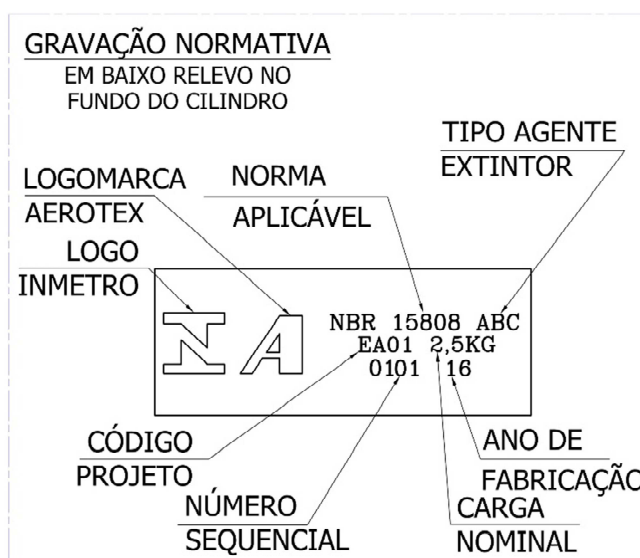 GRAVAÇÃO NORMATIVA
EM BAIXO RELEVO NO
FUNDO DO CILINDRO
TIPO AGENTE
EXTINTOR
LOGOMARCA
AEROTEX
NORMA
APLICÁVEL
LOGO
INMETRO
NBR 15808 ABC
EA01 2,5KG
0101 16
CÓDIGO
PROJETO
ANO DE
FABRICAÇÃO
NÚMERO
SEQUENCIAL
CARGA
NOMINAL